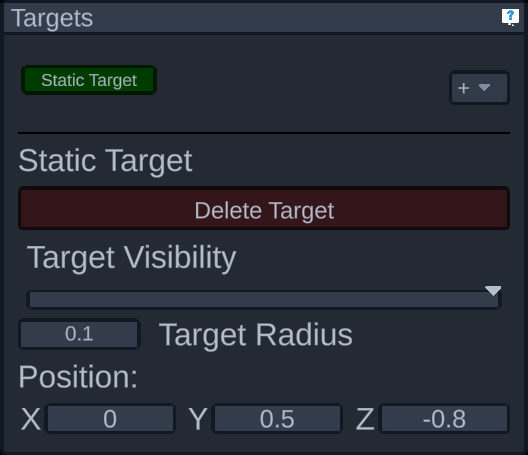 Targets ?
Static Target
+
Static Target
Delete Target
Target Visibility
0.1 Target Radius
Position:
X 0 Y 0.5 Z -0.8